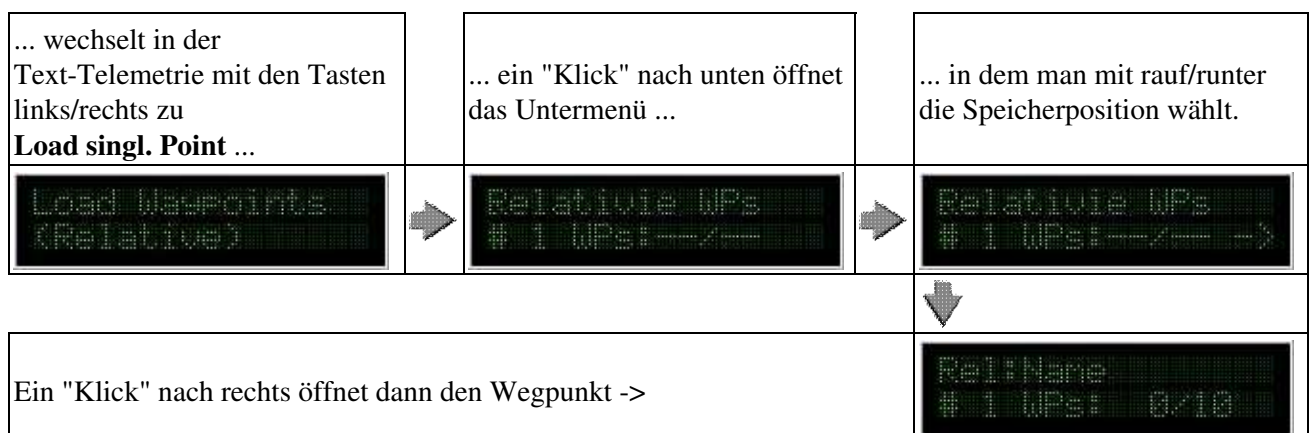 ... wechselt in der
Text-Telemetrie mit den Tasten
links/rechts zu
Load singl. Point ...
... ein "Klick" nach unten öffnet
das Untermenü ...
... in dem man mit rauf/runter
die Speicherposition wählt.
Load Waypoints
(Relative)
Relativie WPs
# 1 WPs:--/--
Relativie WPs
# 1 WPs:--/-- ->
Ein "Klick" nach rechts öffnet dann den Wegpunkt ->
Rel:Name
# 1 WPs: 0/10